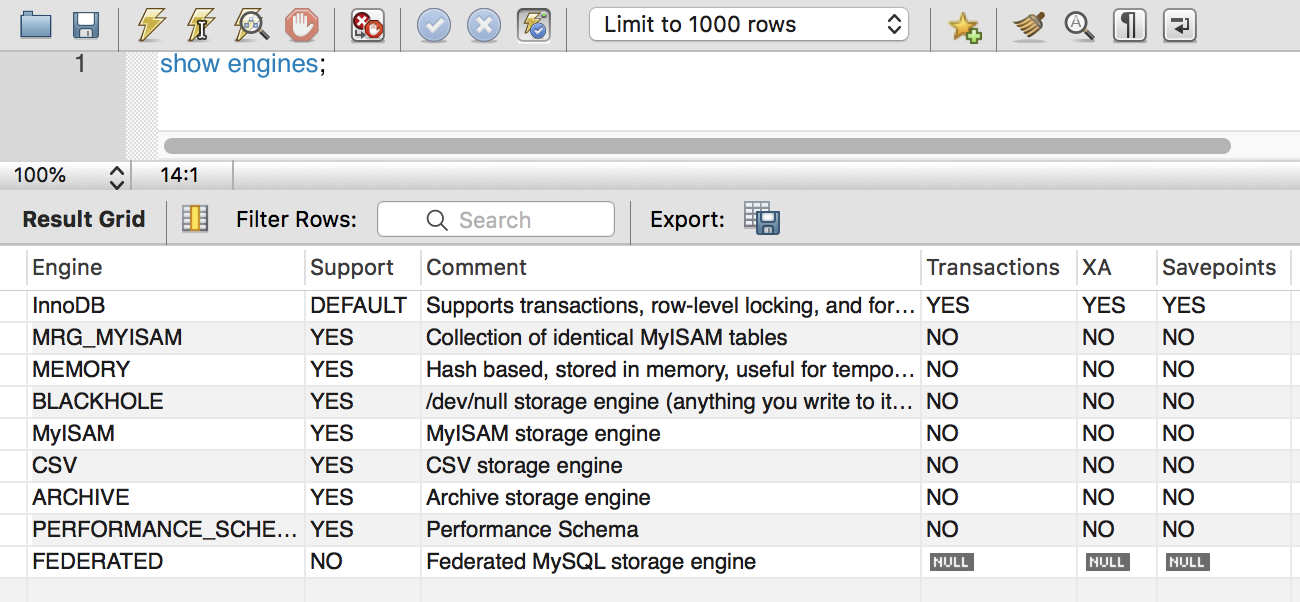 Limit to 1000 rows
1 show engines;
100% 14:1
Result Grid Filter Rows: Search Export:
Engine Support Comment Transactions XA Savepoints
InnoDB DEFAULT Supports transactions, row-level locking, and for... YES YES YES
MRG_MYISAM YES Collection of identical MyISAM tables NO NO NO
MEMORY YES Hash based, stored in memory, useful for tempo... NO NO NO
BLACKHOLE YES /dev/null storage engine (anything you write to it... NO NO NO
MyISAM YES MyISAM storage engine NO NO NO
CSV YES CSV storage engine NO NO NO
ARCHIVE YES Archive storage engine NO NO NO
PERFORMANCE_SCHE... YES Performance Schema NO NO NO
FEDERATED NO Federated MySQL storage engine NULL NULL NULL